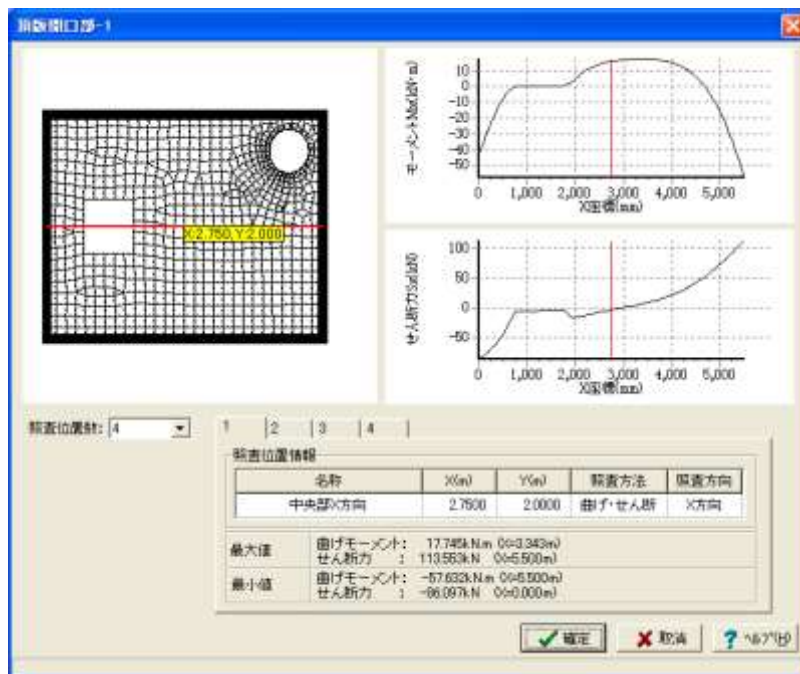 頂版開口部-1
X:2.750,Y:2.000
モーメントMx(kN・m)
10
0
-10
-20
-30
-40
-50
0 1,000 2,000 3,000 4,000 5,000
X座標(mm)
せん断力Sx(kN)
100
50
0
-50
0 1,000 2,000 3,000 4,000 5,000
X座標(mm)
照査位置数: 4
1 2 3 4
照査位置情報
名称 X(m) Y(m) 照査方法 照査方向
中央部X方向 2.7500 2.0000 曲げ・せん断 X方向
最大値 曲げモーメント: 17.745kN.m (X=3.343m)
せん断力 : 113.553kN (X=5.500m)
最小値 曲げモーメント: -57.632kN.m (X=5.500m)
せん断力 : -86.097kN (X=0.000m)
確定 取消 ヘルプ(H)